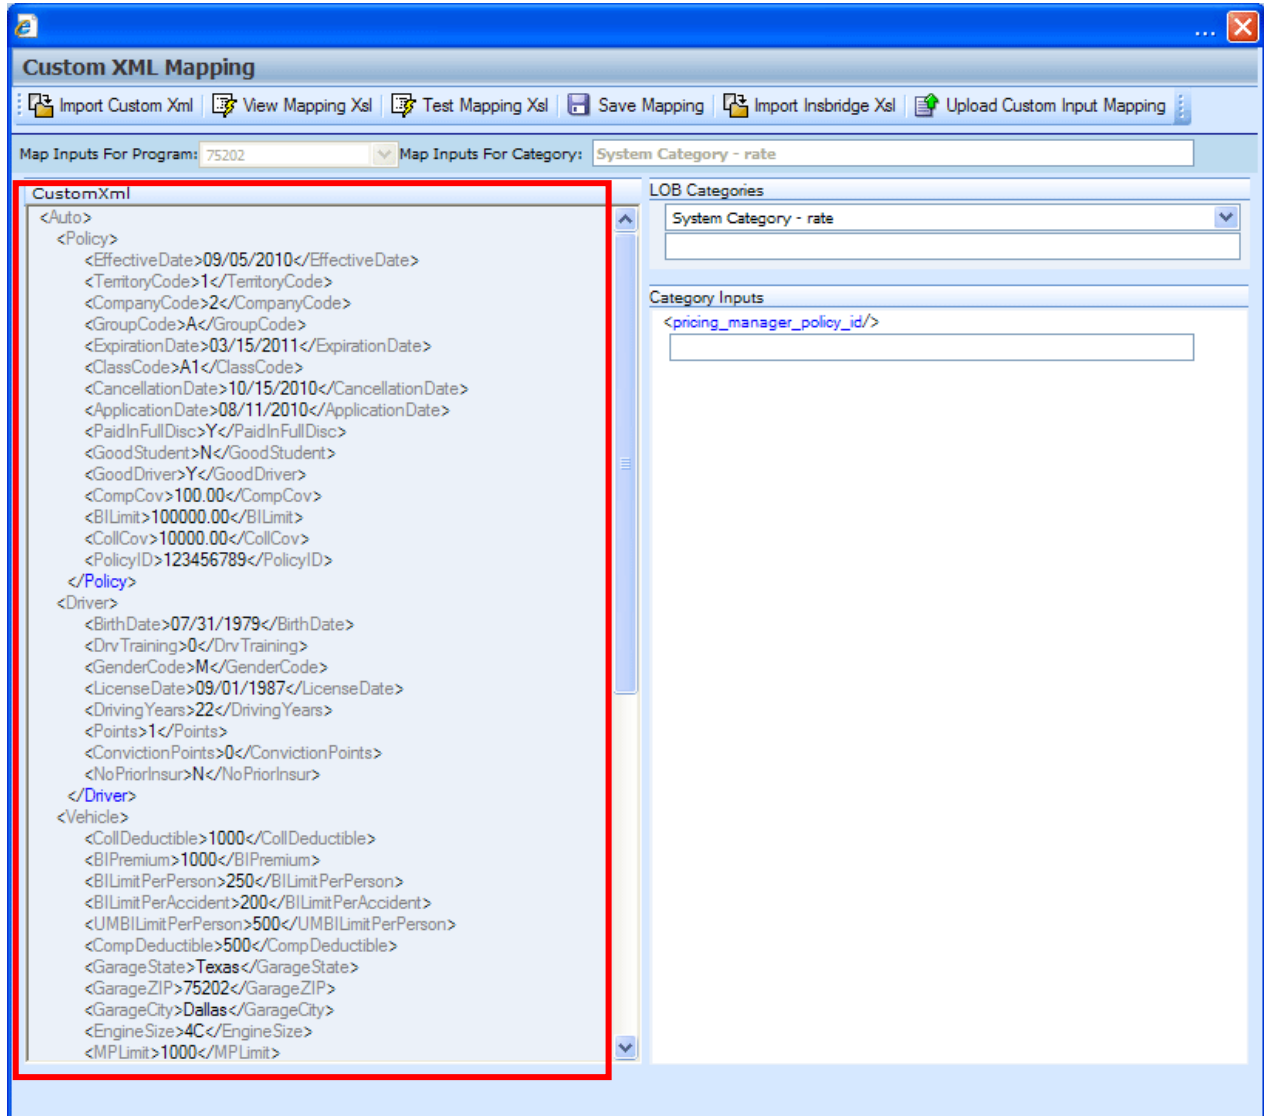 ...
Custom XML Mapping
Import Custom Xml View Mapping Xsl Test Mapping Xsl Save Mapping Import Insbridge Xsl Upload Custom Input Mapping
Map Inputs For Program: 75202 Map Inputs For Category: System Category - rate
CustomXml
<Auto>
<Policy>
<EffectiveDate>09/05/2010</EffectiveDate>
<TerritoryCode>1</TerritoryCode>
<CompanyCode>2</CompanyCode>
<GroupCode>A</GroupCode>
<ExpirationDate>03/15/2011</ExpirationDate>
<ClassCode>A1</ClassCode>
<CancellationDate>10/15/2010</CancellationDate>
<ApplicationDate>08/11/2010</ApplicationDate>
<PaidInFullDisc>Y</PaidInFullDisc>
<GoodStudent>N</GoodStudent>
<GoodDriver>Y</GoodDriver>
<CompCov>100.00</CompCov>
<BILimit>100000.00</BILimit>
<CollCov>10000.00</CollCov>
<PolicyID>123456789</PolicyID>
</Policy>
<Driver>
<BirthDate>07/31/1979</BirthDate>
<DrvTraining>0</DrvTraining>
<GenderCode>M</GenderCode>
<LicenseDate>09/01/1987</LicenseDate>
<DrivingYears>22</DrivingYears>
<Points>1</Points>
<ConvictionPoints>0</ConvictionPoints>
<NoPriorInsur>N</NoPriorInsur>
</Driver>
<Vehicle>
<CollDeductible>1000</CollDeductible>
<BIPremium>1000</BIPremium>
<BILimitPerPerson>250</BILimitPerPerson>
<BILimitPerAccident>200</BILimitPerAccident>
<UMBILimitPerPerson>500</UMBILimitPerPerson>
<CompDeductible>500</CompDeductible>
<GarageState>Texas</GarageState>
<GarageZIP>75202</GarageZIP>
<GarageCity>Dallas</GarageCity>
<EngineSize>4C</EngineSize>
<MPLimit>1000</MPLimit>
LOB Categories
System Category - rate
Category Inputs
<pricing_manager_policy_id/>